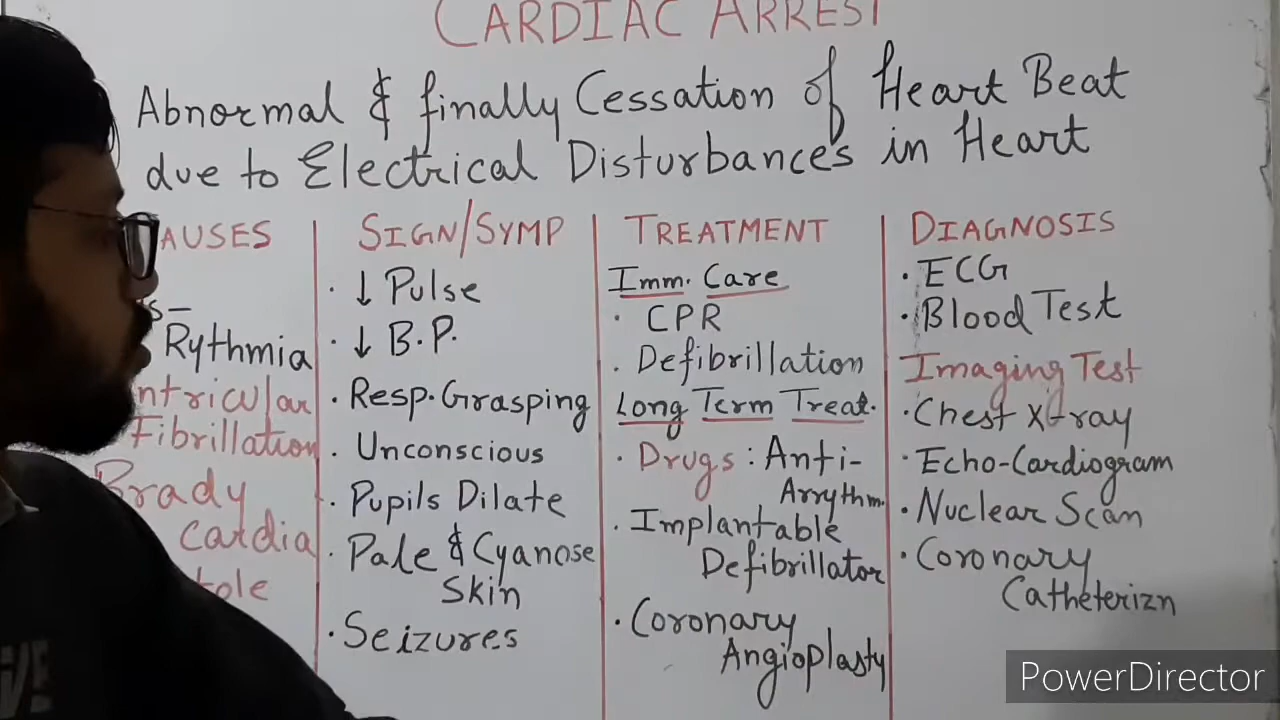 CARDIAC ARREST
Abnormal & finally Cessation of Heart Beat
due to Electrical Disturbances in Heart
AUSES
s-
Rythmia
ntricular
Fibrillation
Brady
cardia
tole
SIGN/SYMP
· ↓ Pulse
· ↓ B.P.
· Resp. Grasping
· Unconscious
· Pupils Dilate
· Pale & Cyanose
Skin
· Seizures
TREATMENT
Imm. Care
· CPR
· Defibrillation
Long Term Treat.
· Drugs: Anti-
Arrythm.
· Implantable
Defibrillator
· Coronary
Angioplasty
DIAGNOSIS
· ECG
· Blood Test
Imaging Test
· Chest X-ray
· Echo-Cardiogram
· Nuclear Scan
· Coronary
Catheterizn
PowerDirector